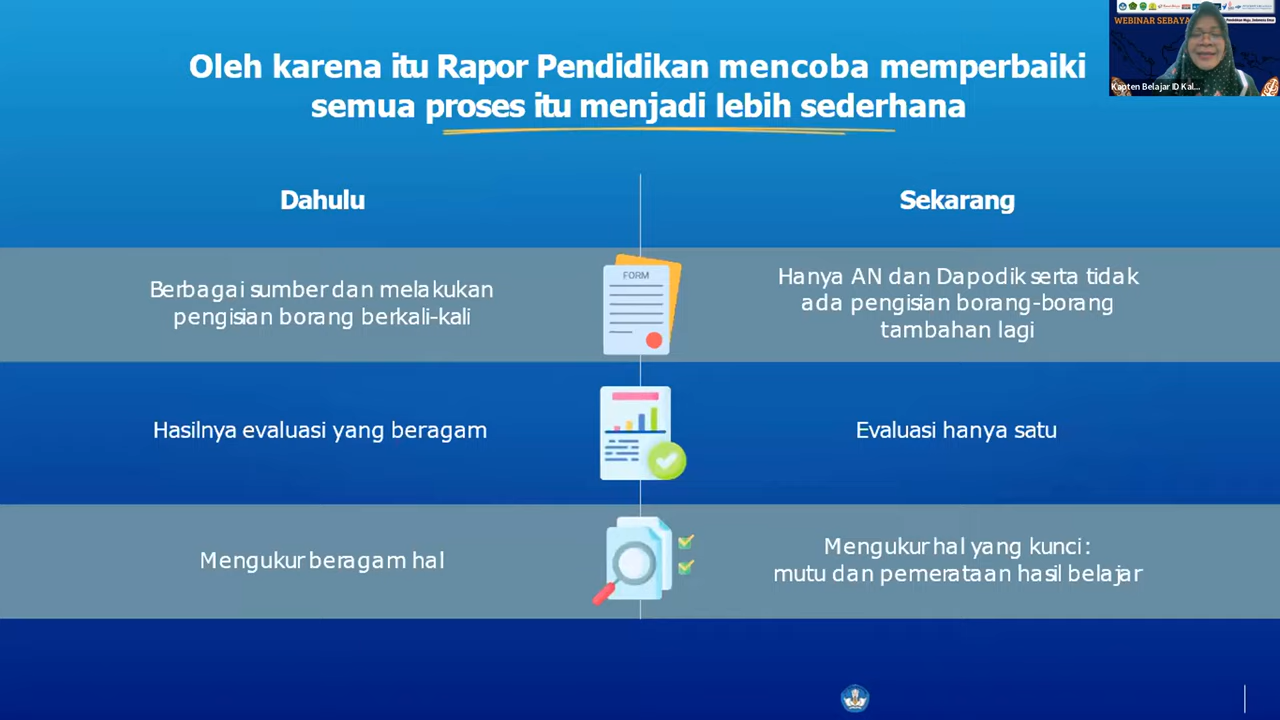 WEBINAR SEBAYA
Kapten Belajar ID Kal...
Oleh karena itu Rapor Pendidikan mencoba memperbaiki
semua proses itu menjadi lebih sederhana
Dahulu
Sekarang
Berbagai sumber dan melakukan
pengisian borang berkali-kali
FORM
Hanya AN dan Dapodik serta tidak
ada pengisian borang-borang
tambahan lagi
Hasilnya evaluasi yang beragam
Evaluasi hanya satu
Mengukur beragam hal
Mengukur hal yang kunci:
mutu dan pemerataan hasil belajar